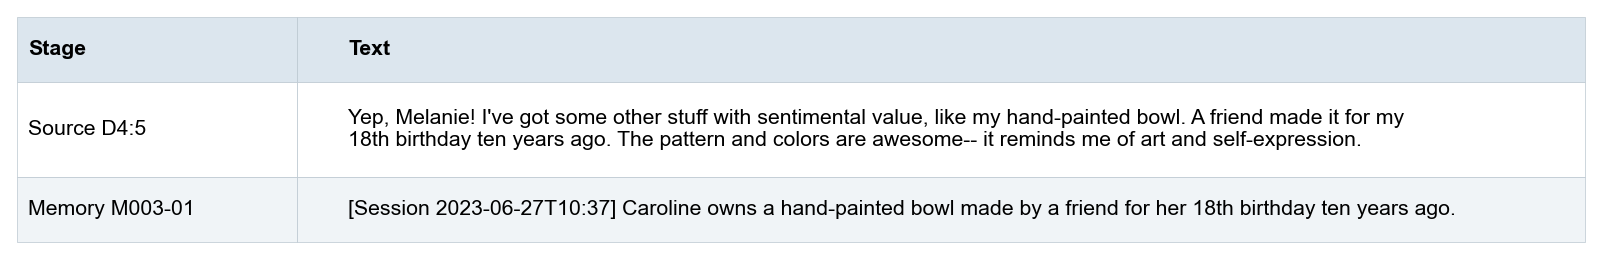 Stage Text
Source D4:5
Yep, Melanie! I've got some other stuff with sentimental value, like my hand-painted bowl. A friend made it for my
18th birthday ten years ago. The pattern and colors are awesome-- it reminds me of art and self-expression.
Memory M003-01
[Session 2023-06-27T10:37] Caroline owns a hand-painted bowl made by a friend for her 18th birthday ten years ago.